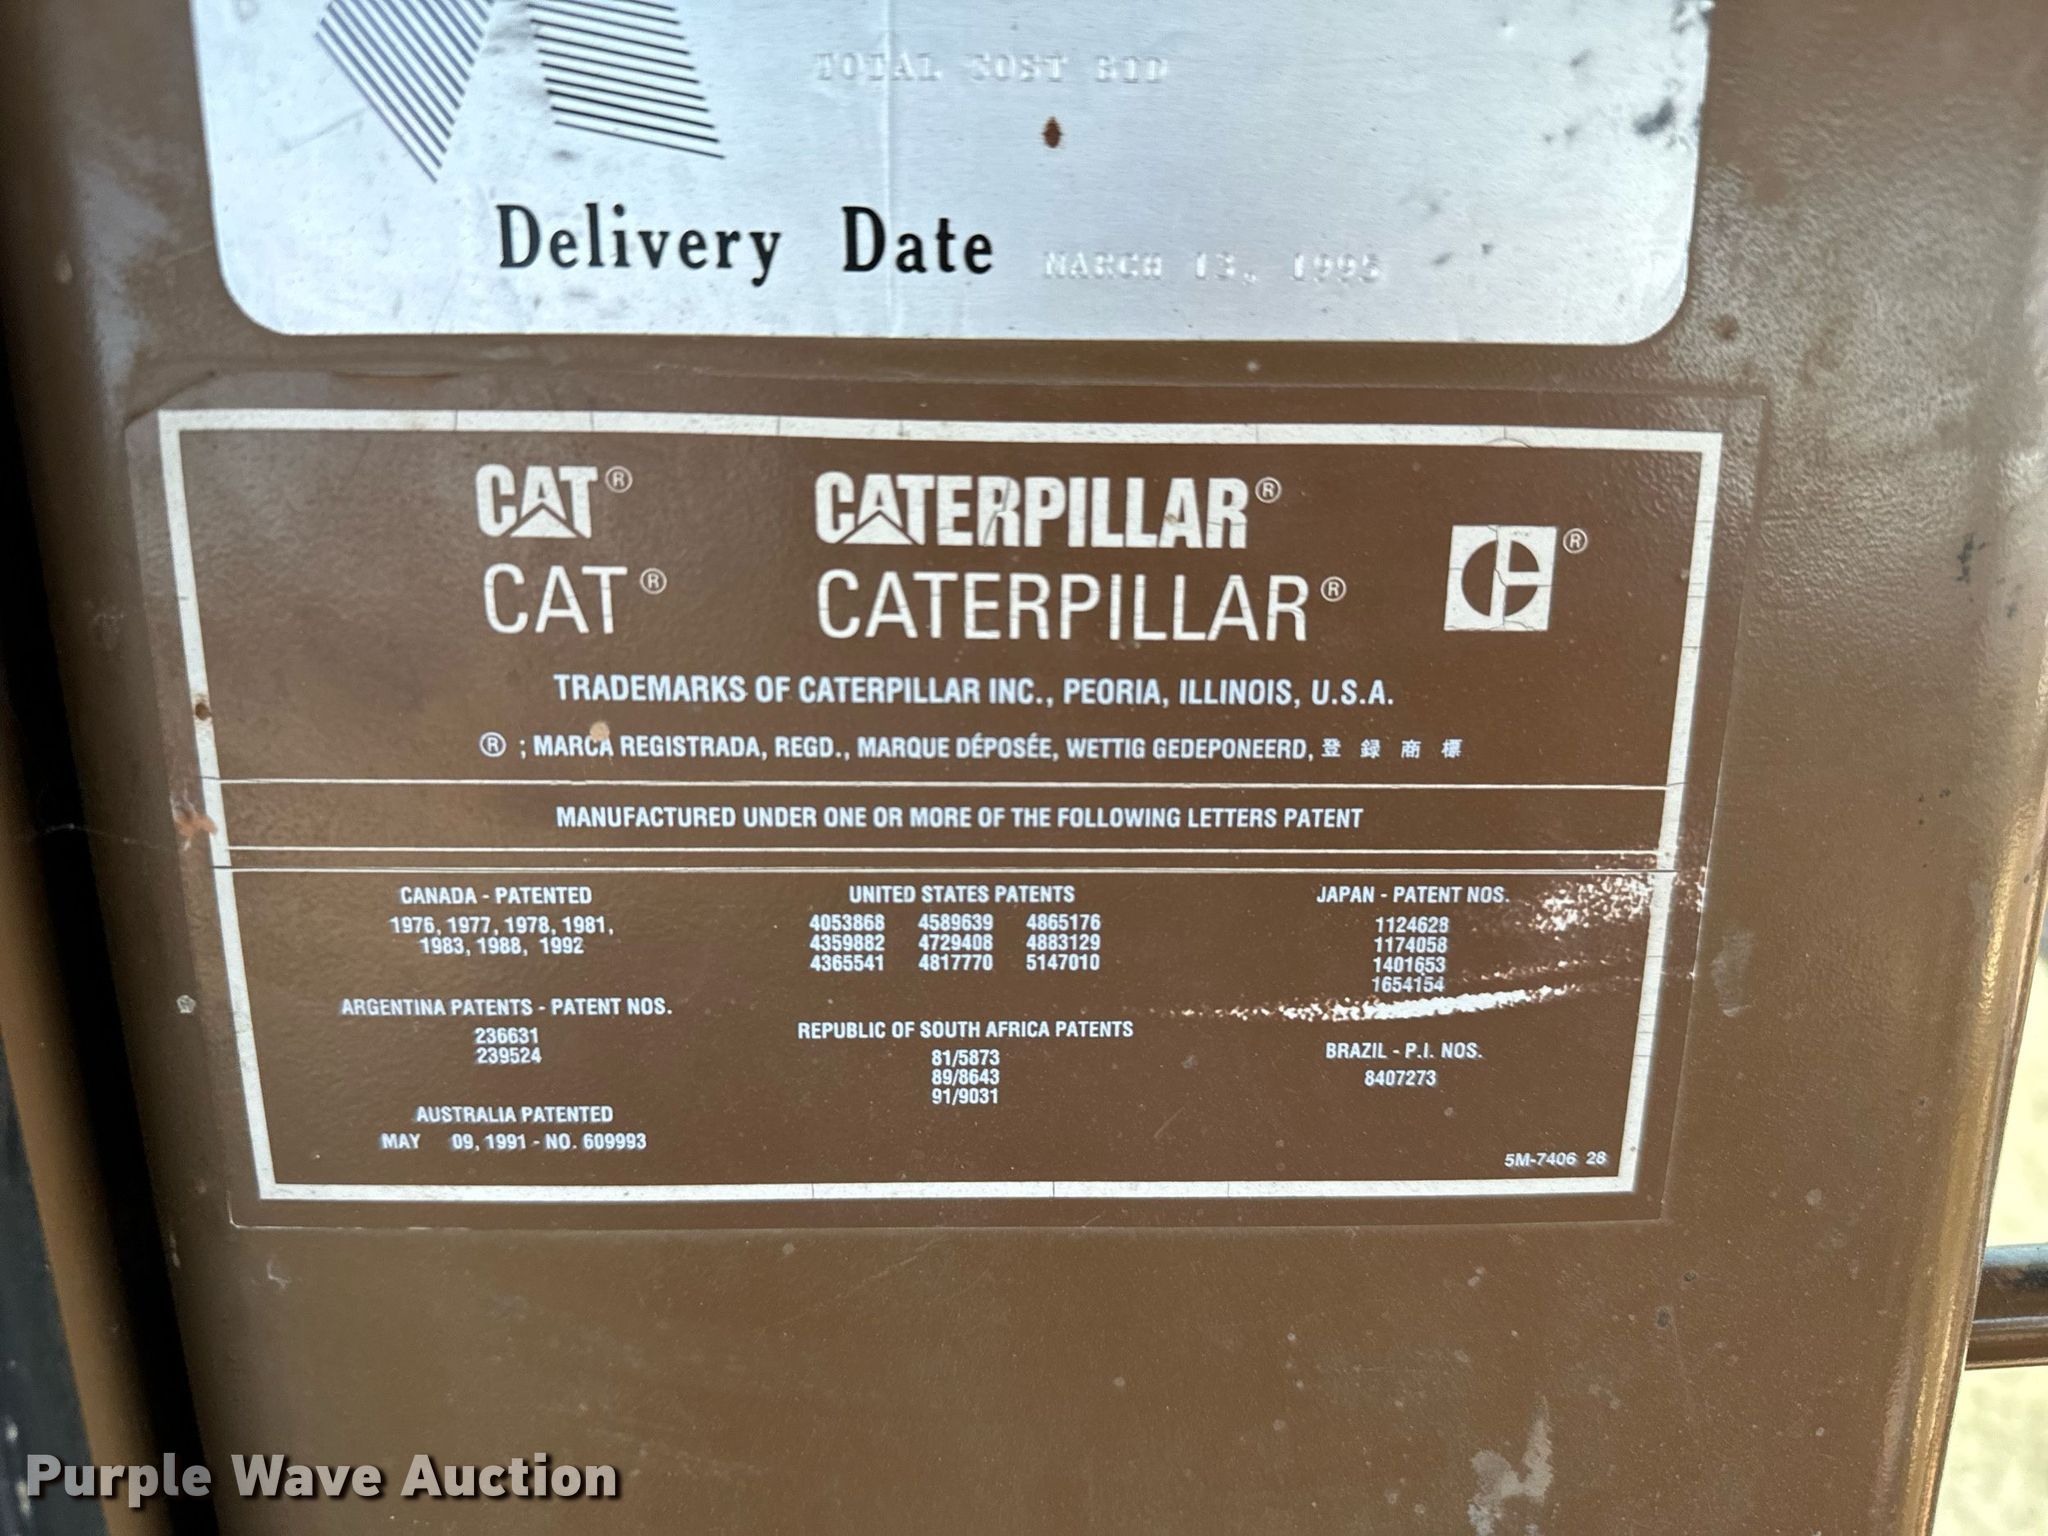 TOTAL COST BID
Delivery Date MARCH 13, 1995
CAT® CATERPILLAR®
CAT® CATERPILLAR® ®
TRADEMARKS OF CATERPILLAR INC., PEORIA, ILLINOIS, U.S.A.
® ; MARCA REGISTRADA, REGD., MARQUE DÉPOSÉE, WETTIG GEDEPONEERD, 登録商標
MANUFACTURED UNDER ONE OR MORE OF THE FOLLOWING LETTERS PATENT
CANADA - PATENTED
1976, 1977, 1978, 1981,
1983, 1988, 1992
ARGENTINA PATENTS - PATENT NOS.
236631
239524
AUSTRALIA PATENTED
MAY 09, 1991 - NO. 609993
UNITED STATES PATENTS
4053868 4589639 4865176
4359882 4729408 4883129
4365541 4817770 5147010
REPUBLIC OF SOUTH AFRICA PATENTS
81/5873
89/8643
91/9031
JAPAN - PATENT NOS.
1124628
1174058
1401653
1654154
BRAZIL - P.I. NOS.
8407273
5M-7406 28
Purple Wave Auction